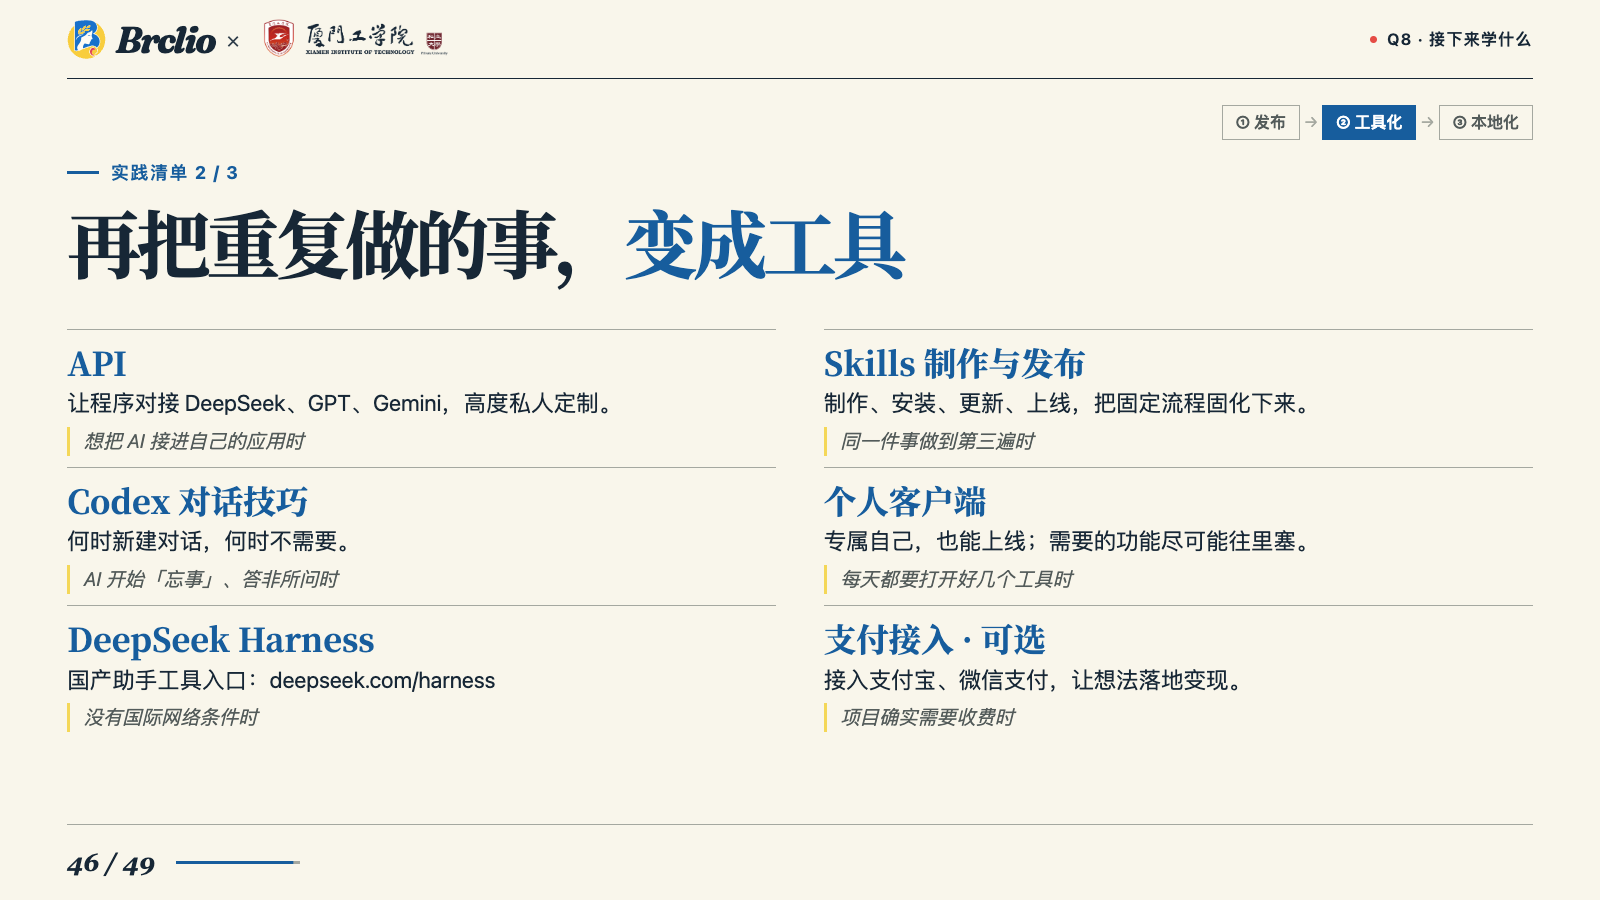 Brclio ×
厦门工学院
XIAMEN INSTITUTE OF TECHNOLOGY
Q8 · 接下来学什么
① 发布 → ② 工具化 → ③ 本地化
实践清单 2 / 3
再把重复做的事，变成工具
API
让程序对接 DeepSeek、GPT、Gemini，高度私人定制。
想把 AI 接进自己的应用时
Codex 对话技巧
何时新建对话，何时不需要。
AI 开始「忘事」、答非所问时
DeepSeek Harness
国产助手工具入口：deepseek.com/harness
没有国际网络条件时
Skills 制作与发布
制作、安装、更新、上线，把固定流程固化下来。
同一件事做到第三遍时
个人客户端
专属自己，也能上线；需要的功能尽可能往里塞。
每天都要打开好几个工具时
支付接入 · 可选
接入支付宝、微信支付，让想法落地变现。
项目确实需要收费时
46 / 49